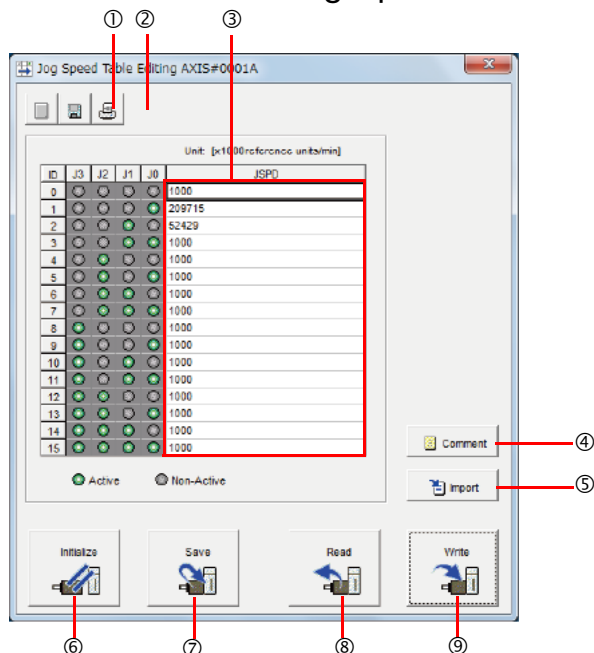 ① ② ③
Jog Speed Table Editing AXIS#0001A
Unit: [x1000reference units/min]
ID J3 J2 J1 J0 JSPD
0 1000
1 209715
2 52429
3 1000
4 1000
5 1000
6 1000
7 1000
8 1000
9 1000
10 1000
11 1000
12 1000
13 1000
14 1000
15 1000
Comment ④
Active Non-Active
Import ⑤
Initialize Save Read Write
⑥ ⑦ ⑧ ⑨